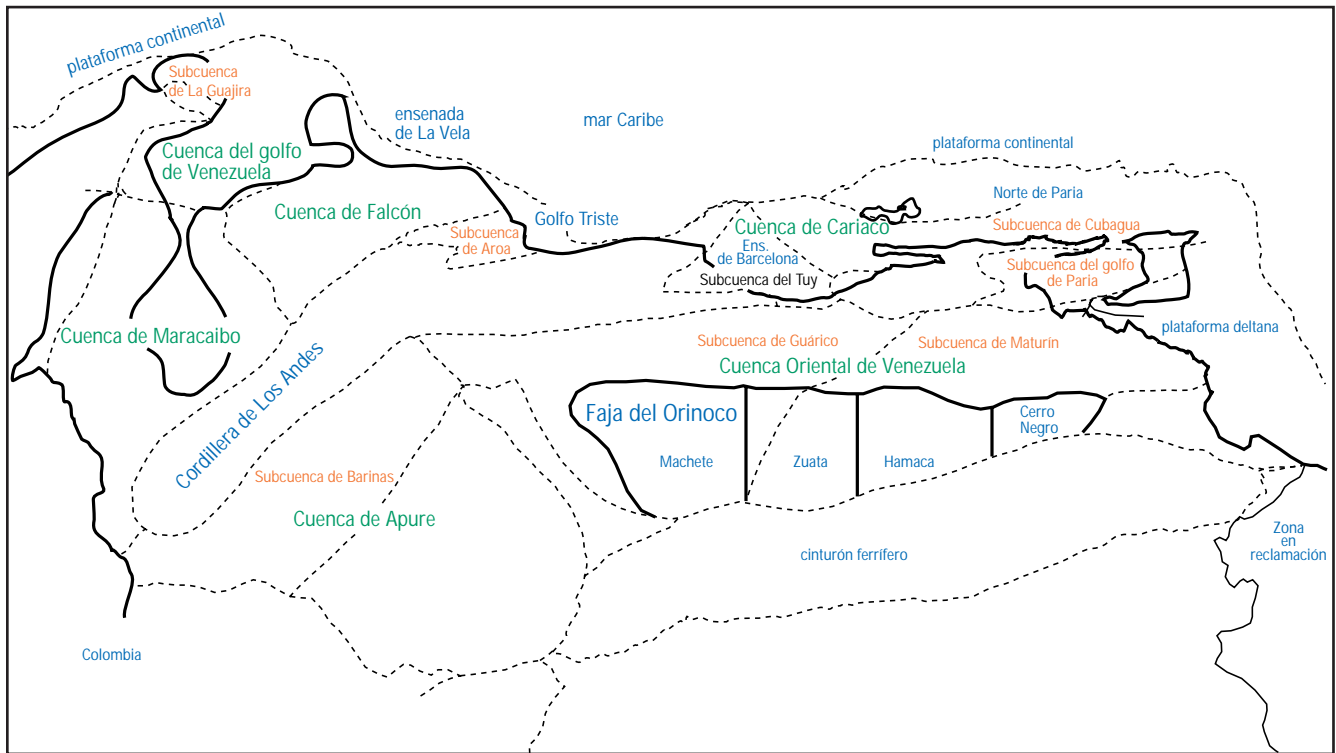 plataforma continental
Subcuenca
de La Guajira
ensenada
de La Vela
mar Caribe
plataforma continental
Cuenca del golfo
de Venezuela
Norte de Paria
Cuenca de Falcón
Golfo Triste
Cuenca de Cariaco
Subcuenca de Cubagua
Subcuenca
de Aroa
Ens.
de Barcelona
Subcuenca del golfo
de Paria
Subcuenca del Tuy
plataforma deltana
Cuenca de Maracaibo
Subcuenca de Guárico
Subcuenca de Maturín
Cuenca Oriental de Venezuela
Cordillera de Los Andes
Faja del Orinoco
Cerro
Negro
Machete
Zuata
Hamaca
Subcuenca de Barinas
Cuenca de Apure
Zona
en
reclamación
cinturón ferrífero
Colombia